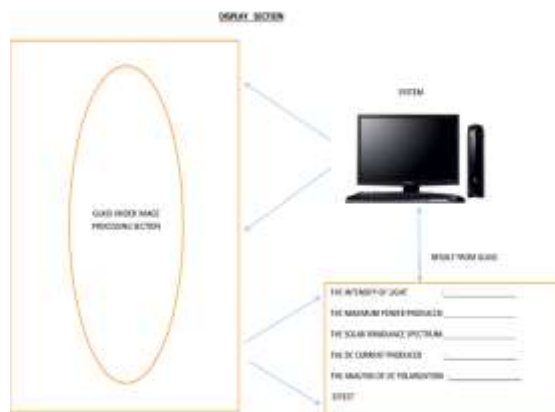 DISPLAY SECTION
SYSTEM
GLASS UNDER IMAGE
PROCESSING SECTION
RESULT FROM GLASS
THE INTENSITY OF LIGHT
THE MAXIMUM POWER PRODUCED
THE SOLAR IRRADIANCE SPECTRUM
THE DC CURRENT PRODUCED
THE ANALYSIS OF DC POLARIZATION
EFFECT